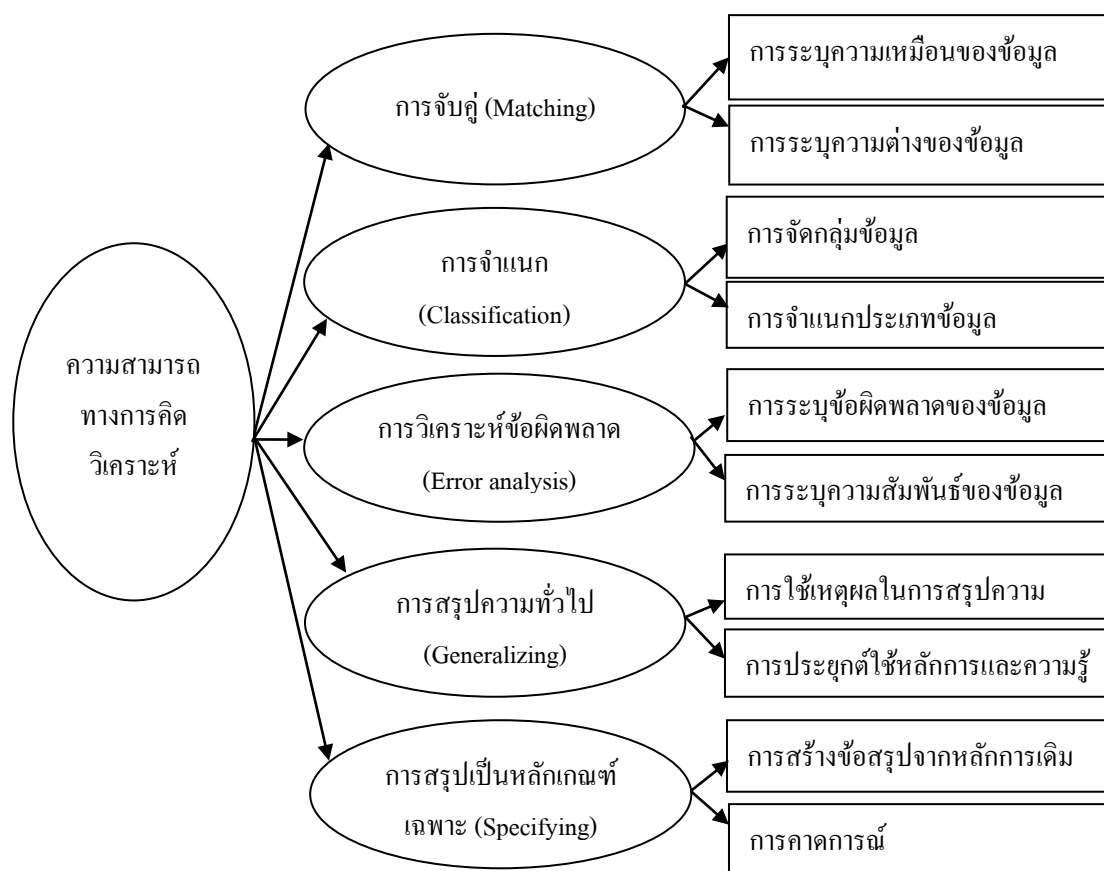 ความสามารถ
ทางการคิด
วิเคราะห์
การจับคู่ (Matching)
การระบุความเหมือนของข้อมูล
การระบุความต่างของข้อมูล
การจำแนก
(Classification)
การจัดกลุ่มข้อมูล
การจำแนกประเภทข้อมูล
การวิเคราะห์ข้อผิดพลาด
(Error analysis)
การระบุข้อผิดพลาดของข้อมูล
การระบุความสัมพันธ์ของข้อมูล
การสรุปความทั่วไป
(Generalizing)
การใช้เหตุผลในการสรุปความ
การประยุกต์ใช้หลักการและความรู้
การสรุปเป็นหลักเกณฑ์
เฉพาะ (Specifying)
การสร้างข้อสรุปจากหลักการเดิม
การคาดการณ์